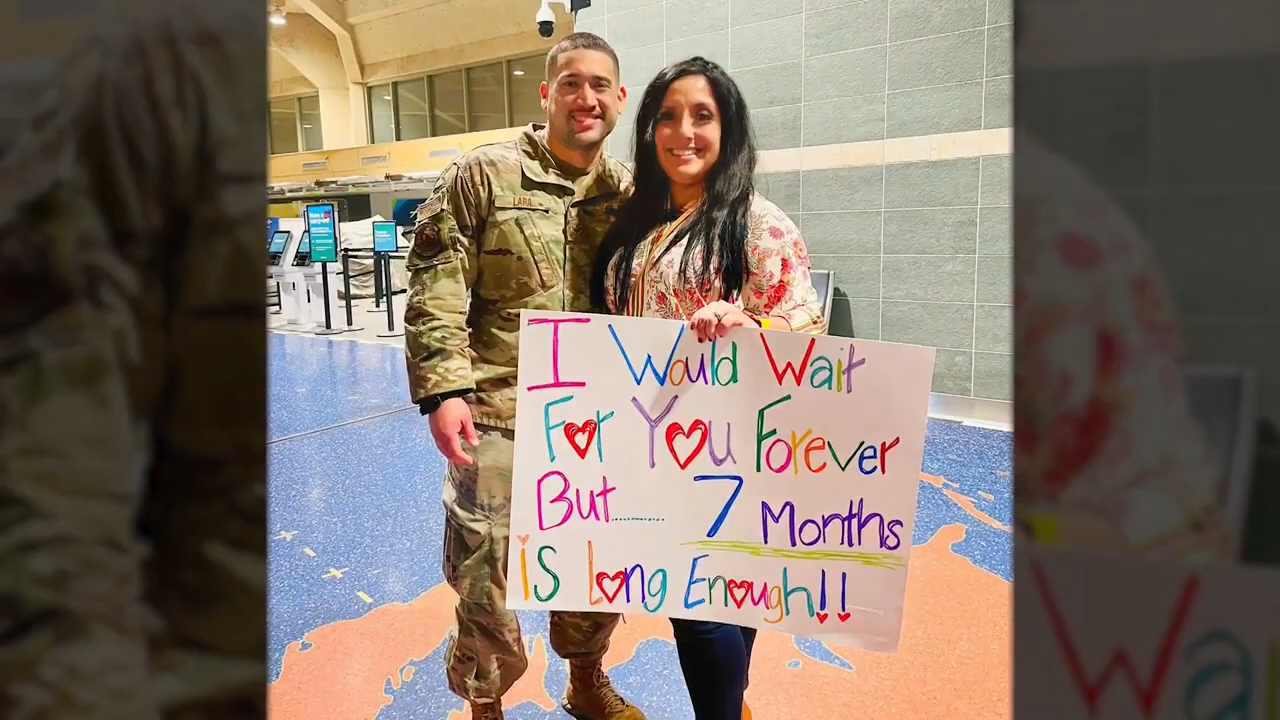 LARA
I Would Wait
For You Forever
But......... 7 Months
is Long Enough!!